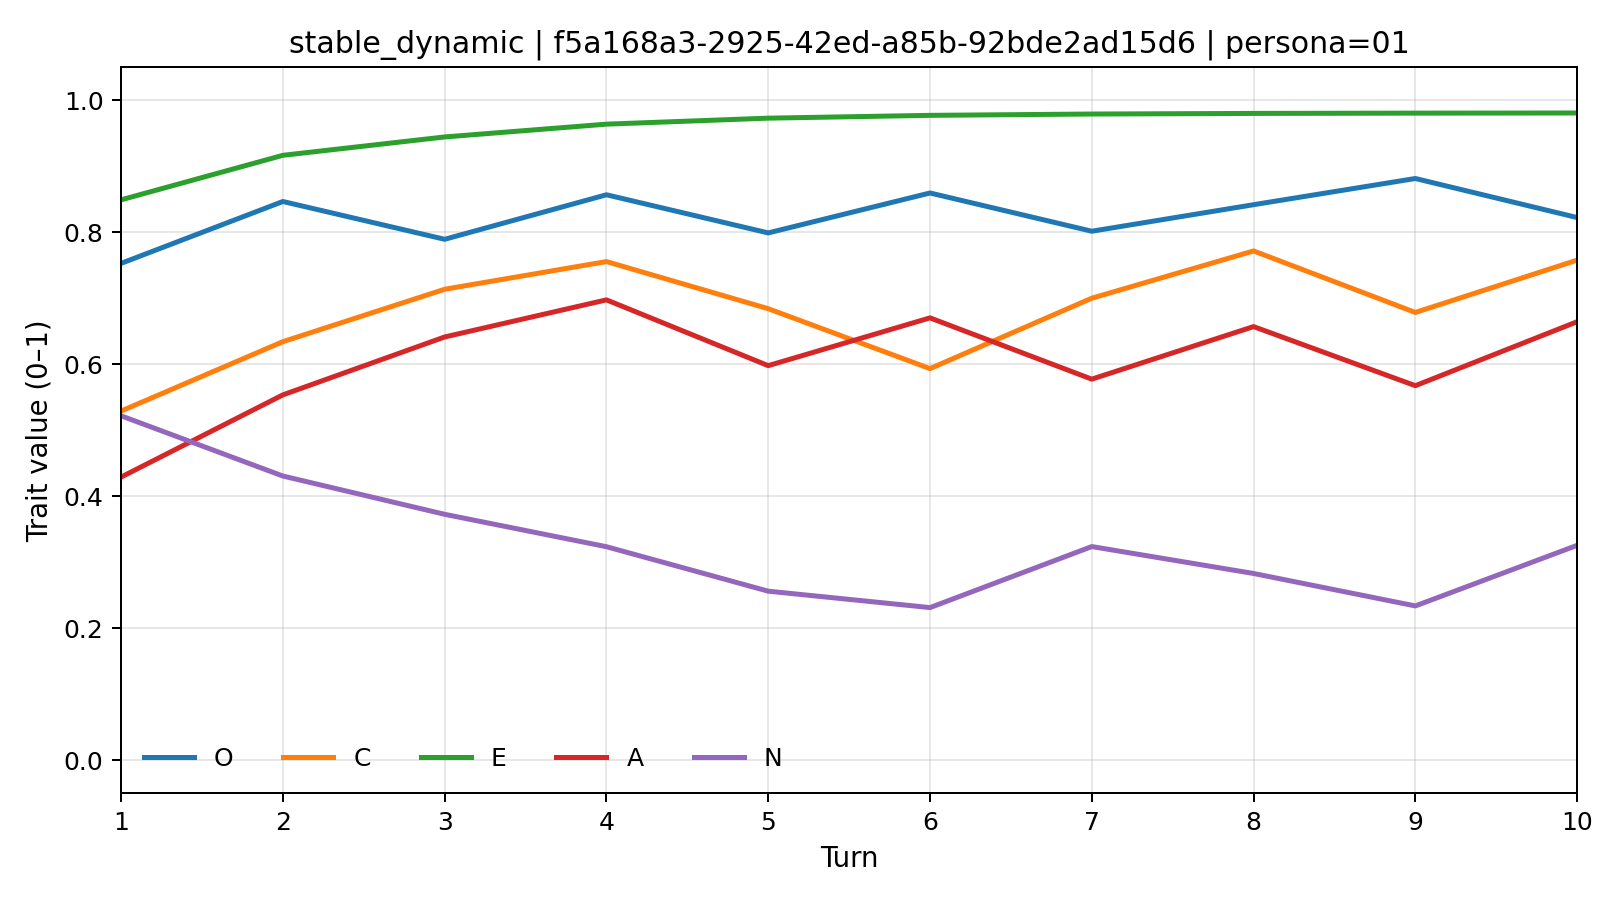 stable_dynamic | f5a168a3-2925-42ed-a85b-92bde2ad15d6 | persona=01
Trait value (0–1)
1.0
0.8
0.6
0.4
0.2
0.0
O C E A N
1 2 3 4 5 6 7 8 9 10
Turn